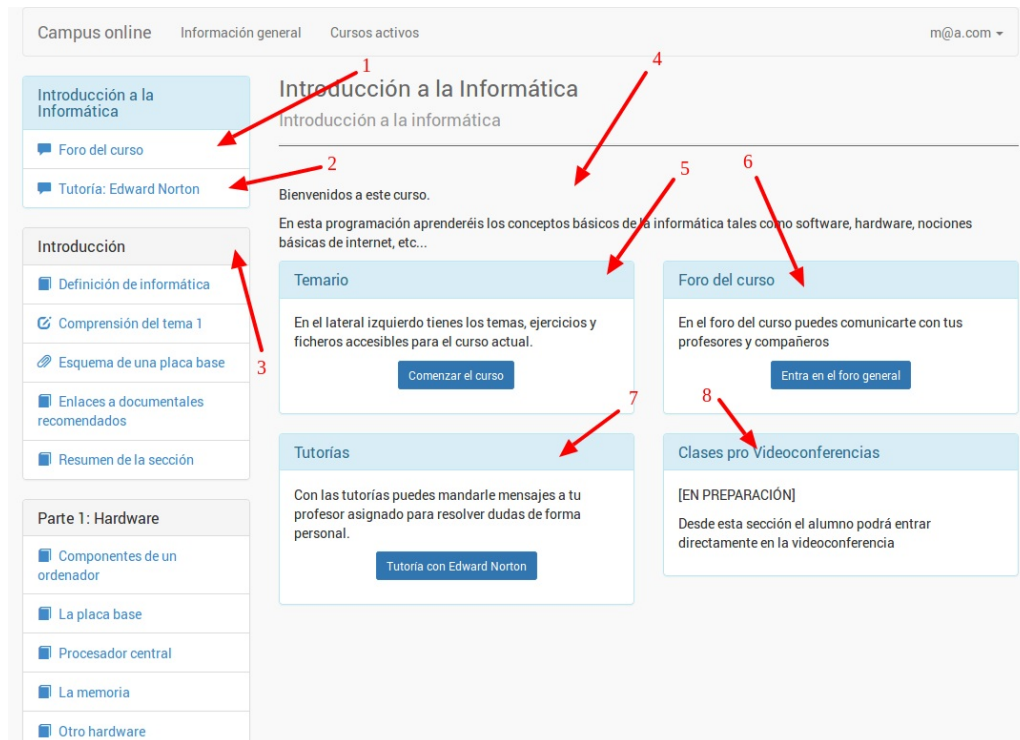 Campus online Información general Cursos activos m@a.com
1
4
Introducción a la
Informática
Foro del curso
2
Tutoría: Edward Norton
Introducción
Definición de informática
Comprensión del tema 1
Esquema de una placa base
3
Enlaces a documentales
recomendados
Resumen de la sección
Parte 1: Hardware
Componentes de un
ordenador
La placa base
Procesador central
La memoria
Otro hardware
Introducción a la Informática
Introducción a la informática
5
6
Bienvenidos a este curso.
En esta programación aprenderéis los conceptos básicos de la informática tales como software, hardware, nociones
básicas de internet, etc...
Temario
En el lateral izquierdo tienes los temas, ejercicios y
ficheros accesibles para el curso actual.
Comenzar el curso
Foro del curso
En el foro del curso puedes comunicarte con tus
profesores y compañeros
Entra en el foro general
7
8
Tutorías
Con las tutorías puedes mandarle mensajes a tu
profesor asignado para resolver dudas de forma
personal.
Tutoría con Edward Norton
Clases pro Videoconferencias
[EN PREPARACIÓN]
Desde esta sección el alumno podrá entrar
directamente en la videoconferencia